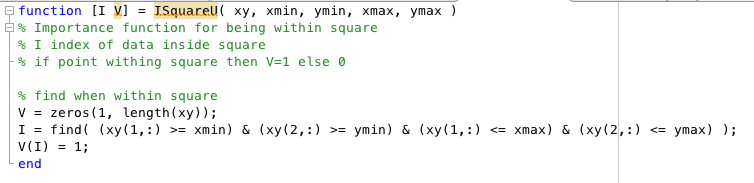 function [I V] = ISquareU( xy, xmin, ymin, xmax, ymax )
% Importance function for being within square
% I index of data inside square
% if point withing square then V=1 else 0
% find when within square
V = zeros(1, length(xy));
I = find( (xy(1,:) >= xmin) & (xy(2,:) >= ymin) & (xy(1,:) <= xmax) & (xy(2,:) <= ymax) );
V(I) = 1;
end